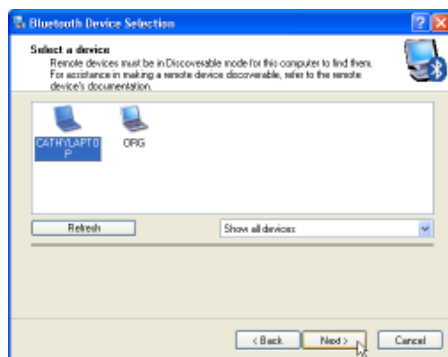 Bluetooth Device Selection
Select a device
Remote devices must be in Discoverable mode for this computer to find them.
For assistance in making a remote device discoverable, refer to the remote
device's documentation.
CATHYLAPTO
P
ORG
Refresh
Show all devices
< Back
Next >
Cancel